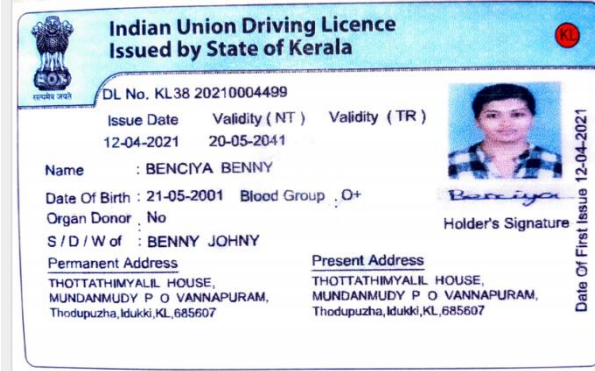 Indian Union Driving Licence
Issued by State of Kerala
KL
सत्यमेव जयते
DL No. KL38 20210004499
Issue Date Validity ( NT ) Validity ( TR )
12-04-2021 20-05-2041
Name : BENCIYA BENNY
Date Of Birth : 21-05-2001 Blood Group : O+
Organ Donor : No
S / D / W of : BENNY JOHNY
Benciya
Holder's Signature
Date Of First Issue 12-04-2021
Permanent Address
THOTTATHIMYALIL HOUSE,
MUNDANMUDY P O VANNAPURAM,
Thodupuzha,Idukki,KL,685607
Present Address
THOTTATHIMYALIL HOUSE,
MUNDANMUDY P O VANNAPURAM,
Thodupuzha,Idukki,KL,685607